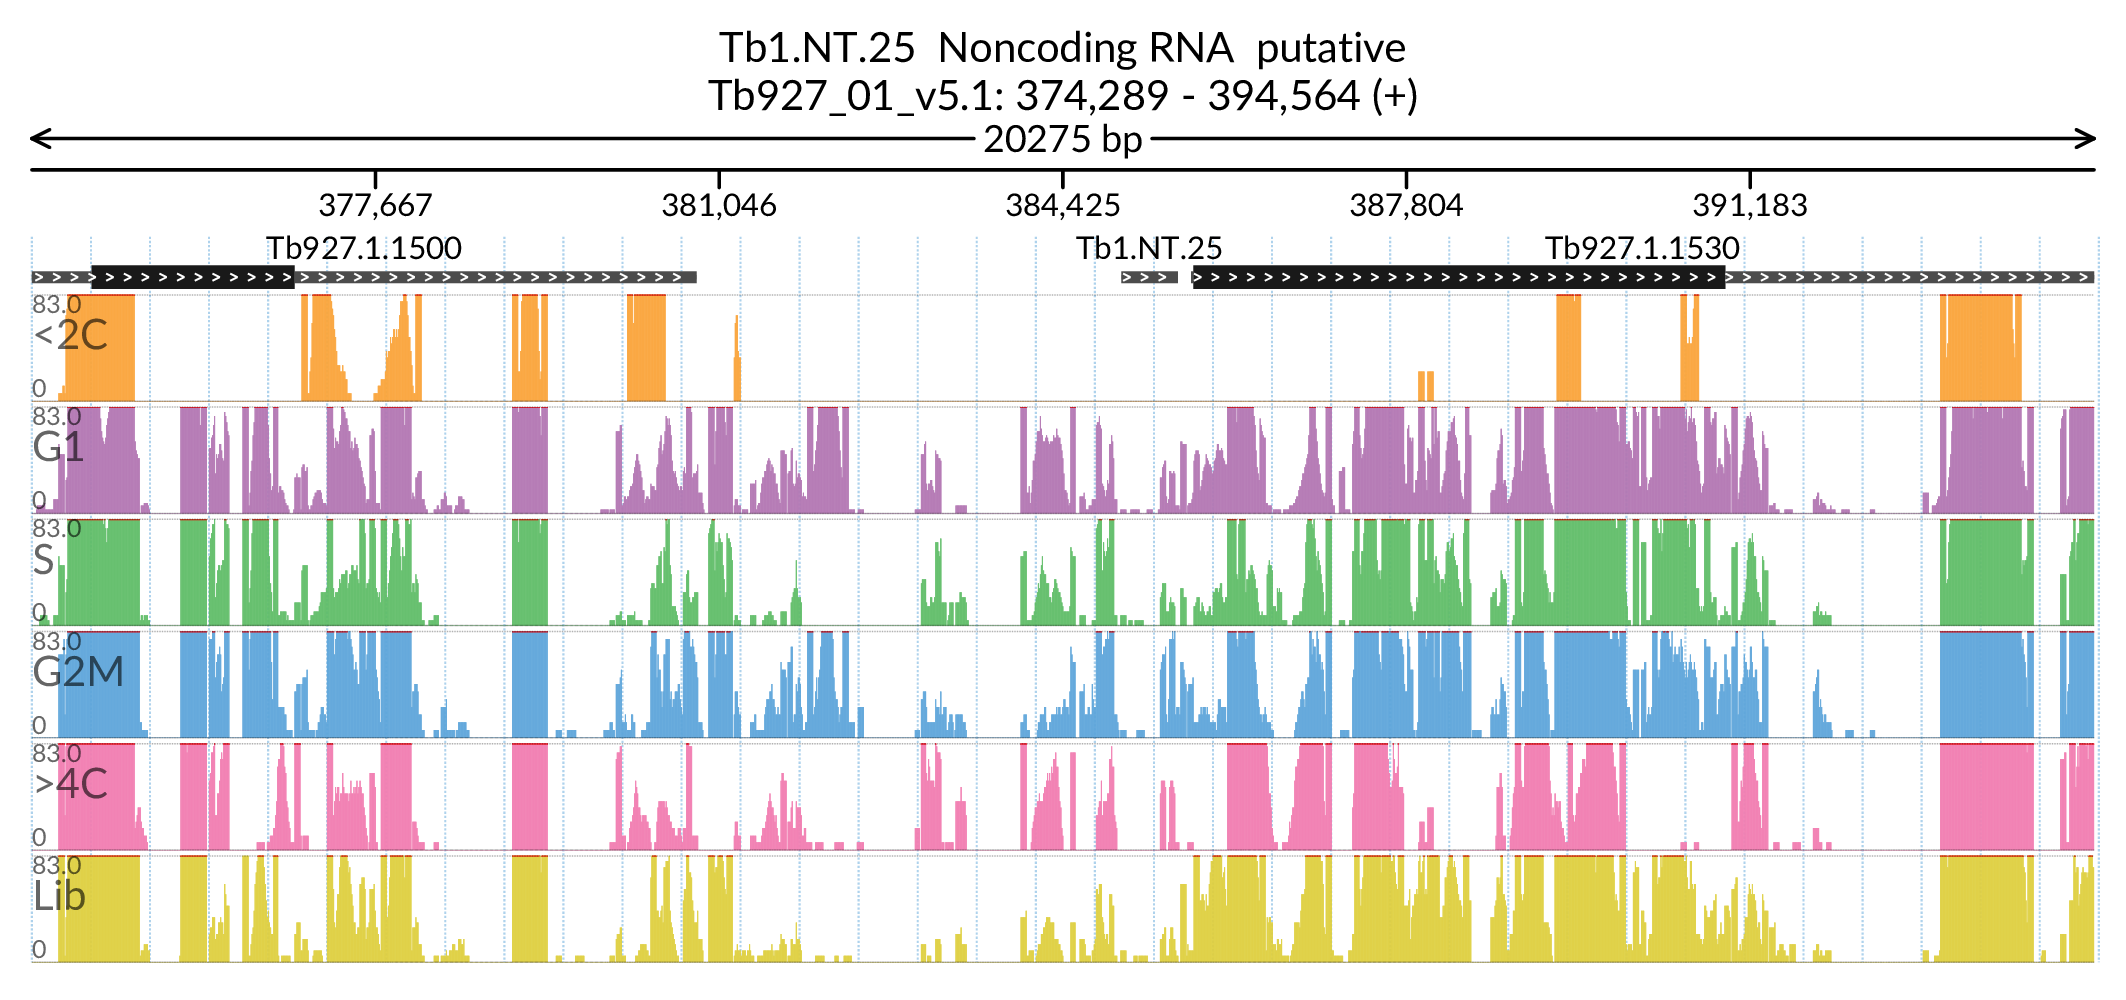 Tb1.NT.25 Noncoding RNA putative
Tb927_01_v5.1: 374,289 - 394,564 (+)
20275 bp
377,667 381,046 384,425 387,804 391,183
Tb927.1.1500 Tb1.NT.25 Tb927.1.1530
83.0
<2C
0
83.0
G1
0
83.0
S
0
83.0
G2M
0
83.0
>4C
0
83.0
Lib
0